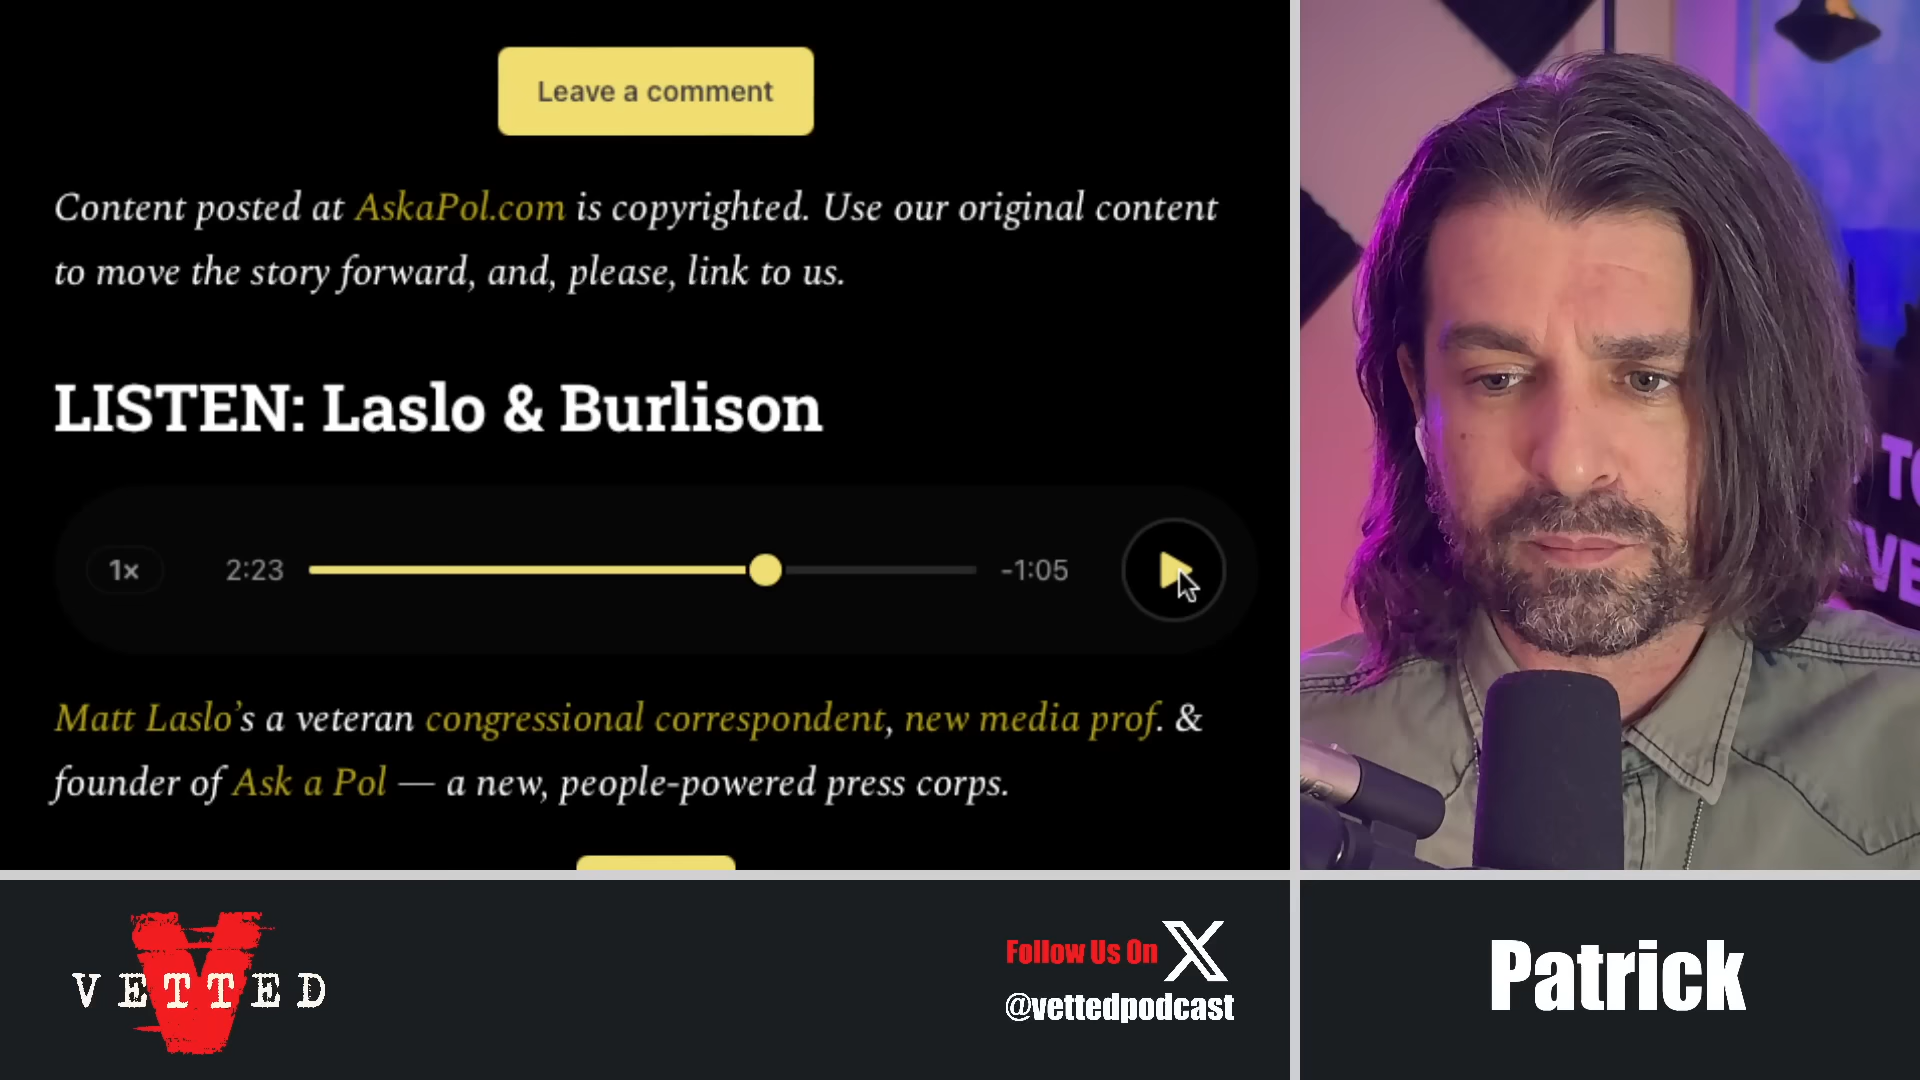 Leave a comment
Content posted at AskaPol.com is copyrighted. Use our original content
to move the story forward, and, please, link to us.
LISTEN: Laslo & Burlison
1x
2:23
-1:05
Matt Laslo’s a veteran congressional correspondent, new media prof. &
founder of Ask a Pol — a new, people-powered press corps.
VETTED
Follow Us On X
@vettedpodcast
Patrick